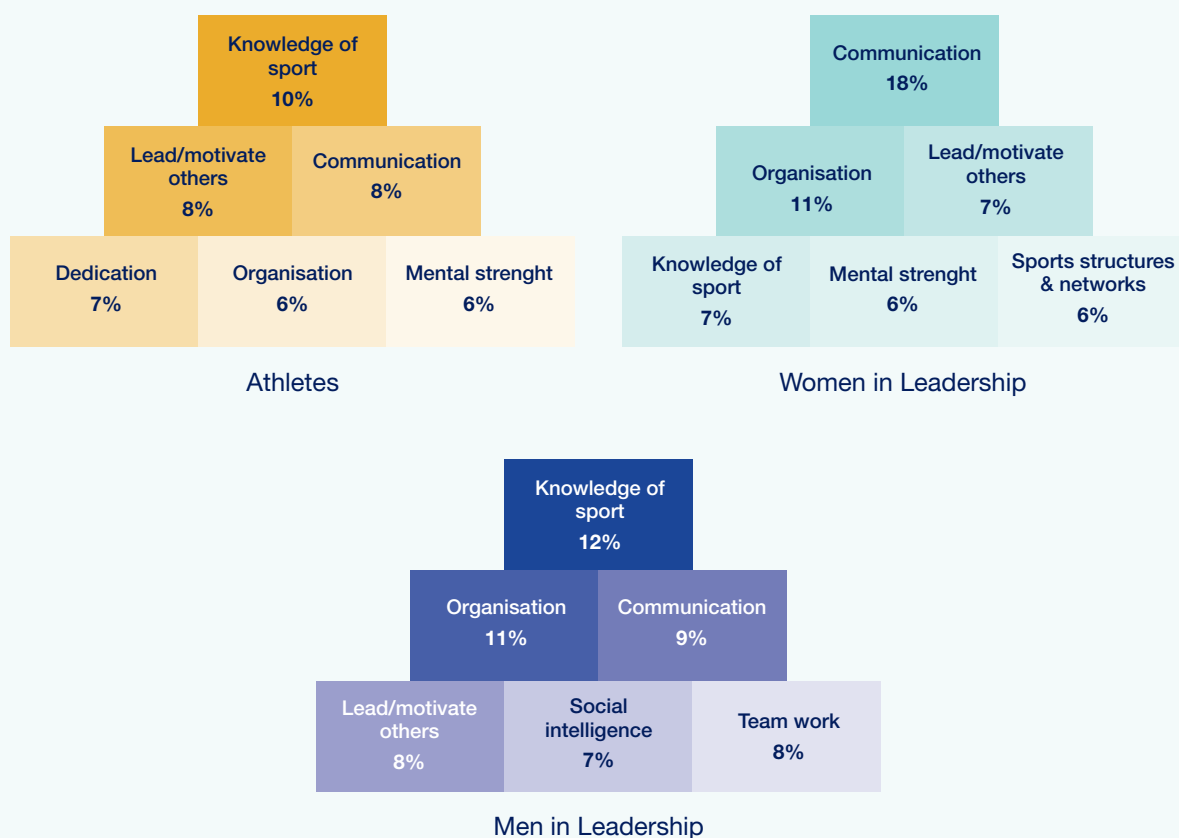 Knowledge of
sport
10%
Lead/motivate
others
8%
Communication
8%
Dedication
7%
Organisation
6%
Mental strenght
6%
Athletes
Communication
18%
Organisation
11%
Lead/motivate
others
7%
Knowledge of
sport
7%
Mental strenght
6%
Sports structures
& networks
6%
Women in Leadership
Knowledge of
sport
12%
Organisation
11%
Communication
9%
Lead/motivate
others
8%
Social
intelligence
7%
Team work
8%
Men in Leadership